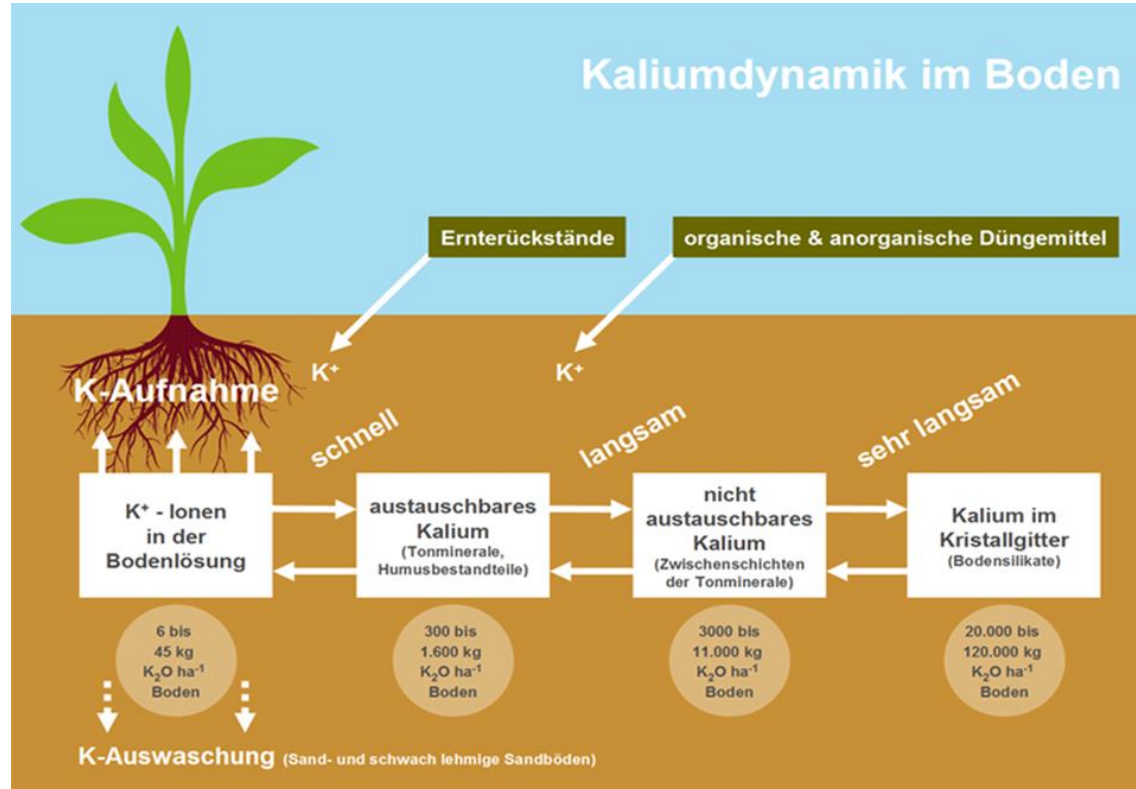 Kaliumdynamik im Boden
Ernterückstände
organische & anorganische Düngemittel
K⁺
K⁺
K-Aufnahme
schnell
langsam
sehr langsam
K⁺ - Ionen
in der
Bodenlösung
austauschbares
Kalium
(Tonminerale,
Humusbestandteile)
nicht
austauschbares
Kalium
(Zwischenschichten
der Tonminerale)
Kalium im
Kristallgitter
(Bodensilikate)
6 bis
45 kg
K₂O ha⁻¹
Boden
300 bis
1.600 kg
K₂O ha⁻¹
Boden
3000 bis
11.000 kg
K₂O ha⁻¹
Boden
20.000 bis
120.000 kg
K₂O ha⁻¹
Boden
K-Auswaschung (Sand- und schwach lehmige Sandböden)